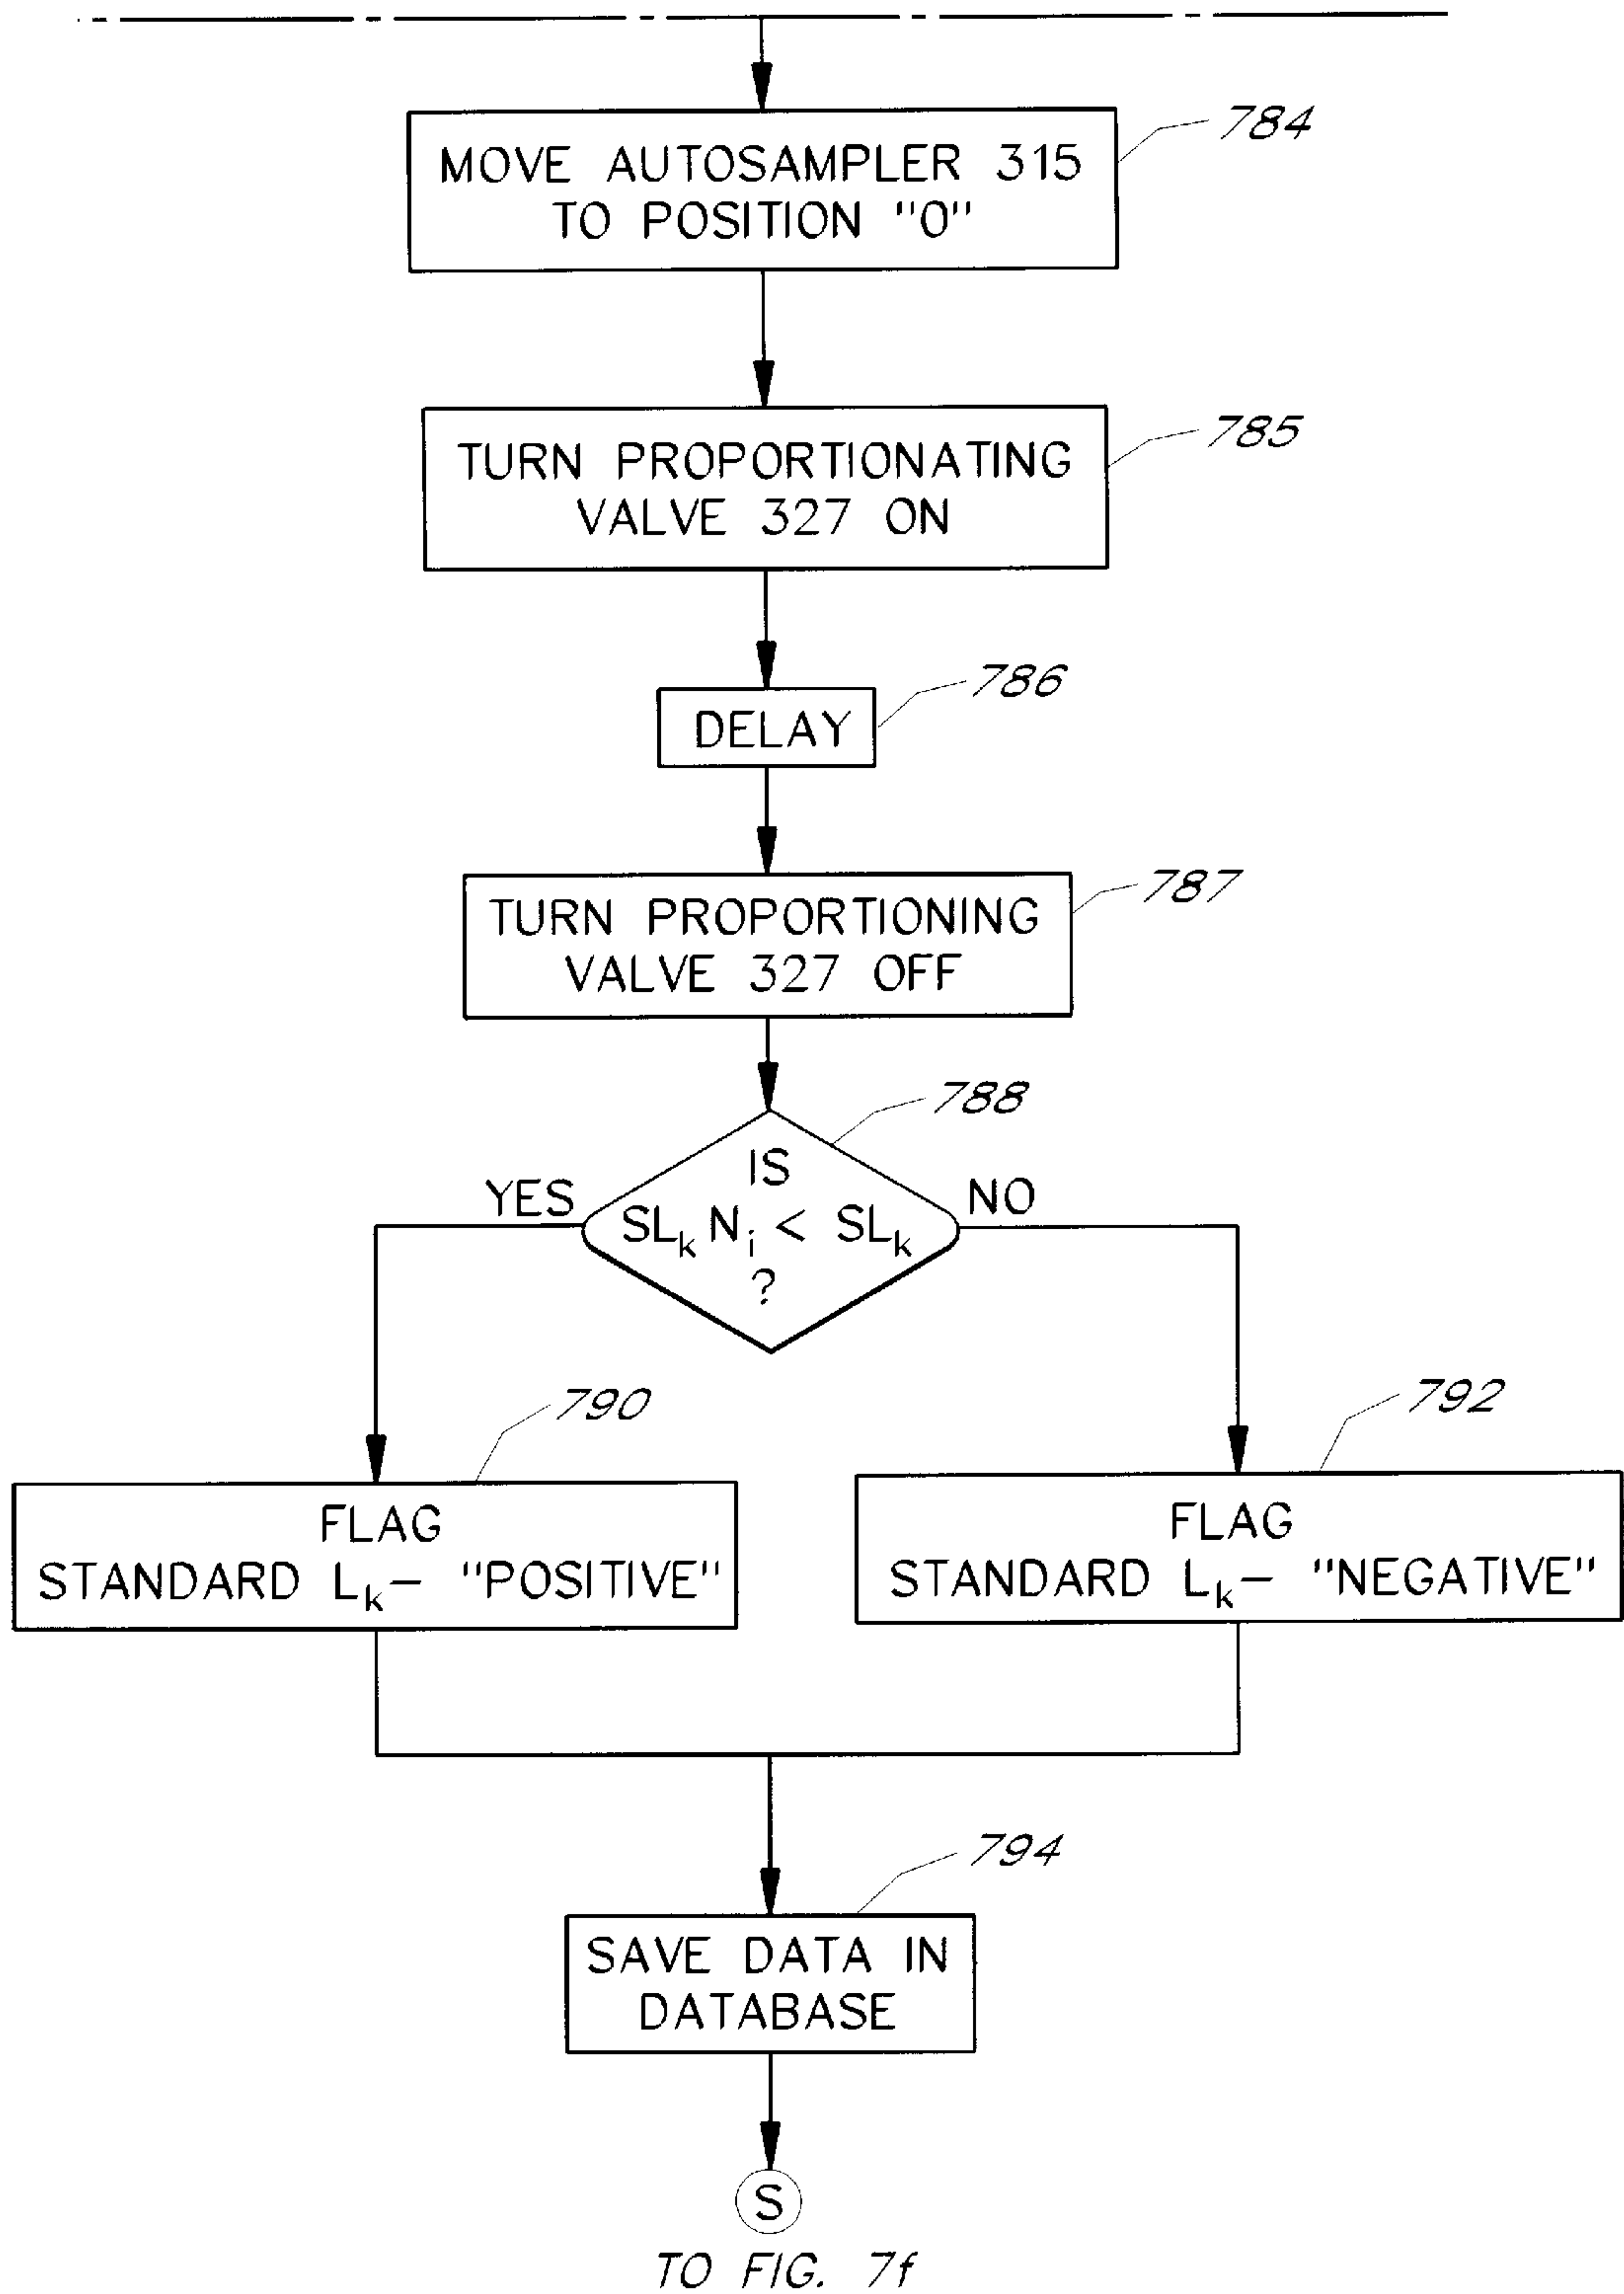 784
MOVE AUTOSAMPLER 315
TO POSITION "0"
785
TURN PROPORTIONATING
VALVE 327 ON
786
DELAY
787
TURN PROPORTIONING
VALVE 327 OFF
788
IS
YES
NO
SLₖ Nᵢ < SLₖ
?
790
792
FLAG
STANDARD Lₖ– "POSITIVE"
FLAG
STANDARD Lₖ– "NEGATIVE"
794
SAVE DATA IN
DATABASE
S
TO FIG. 7f